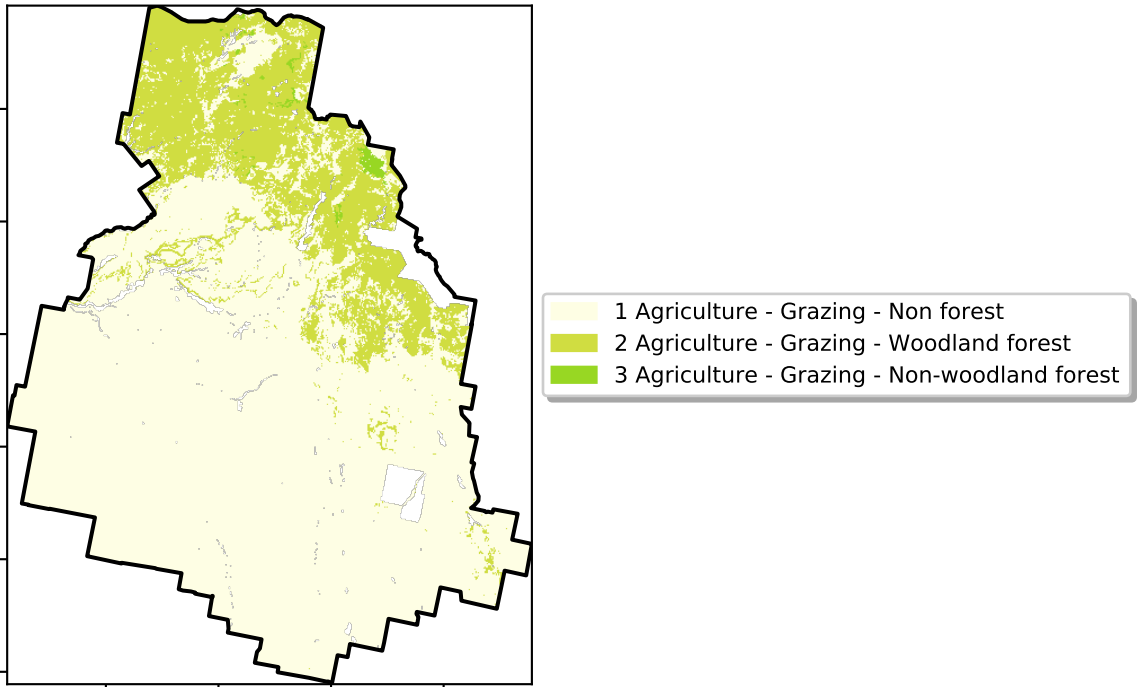 1 Agriculture - Grazing - Non forest
2 Agriculture - Grazing - Woodland forest
3 Agriculture - Grazing - Non-woodland forest